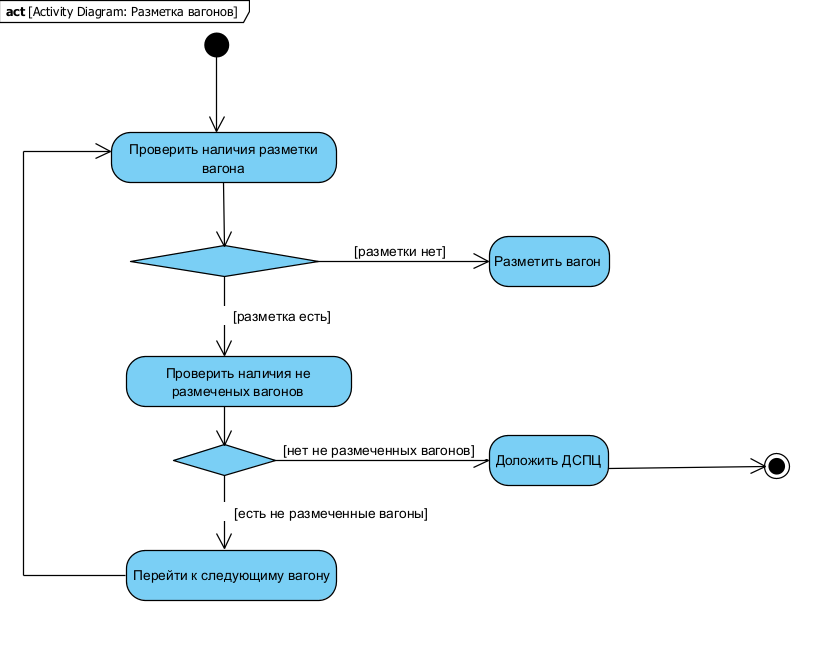 act [Activity Diagram: Разметка вагонов]
Проверить наличия разметки
вагона
[разметки нет]
Разметить вагон
[разметка есть]
Проверить наличия не
размеченых вагонов
[нет не размеченных вагонов]
Доложить ДСПЦ
[есть не размеченные вагоны]
Перейти к следующиму вагону